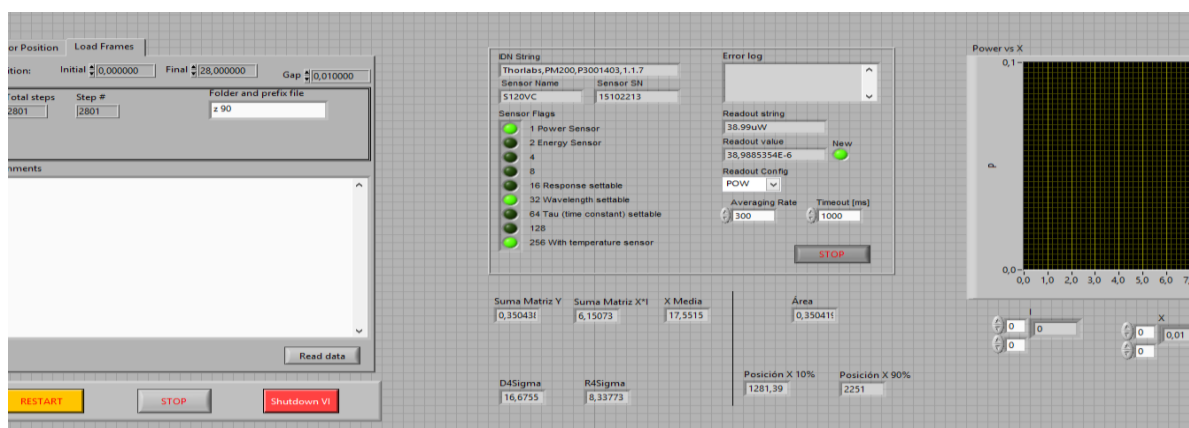 or Position Load Frames
ition: Initial 0,000000 Final 28,000000 Gap 0,010000
Total steps Step # Folder and prefix file
2801 2801 z 90
mments
Read data
RESTART STOP Shutdown VI
IDN String
Thorlabs,PM200,P3001403,1.1.7
Sensor Name Sensor SN
S120VC 15102213
Sensor Flags
1 Power Sensor
2 Energy Sensor
4
8
16 Response settable
32 Wavelength settable
64 Tau (time constant) settable
128
256 With temperature sensor
Error log
Readout string
38.99uW
Readout value New
38,9885354E-6
Readout Config
POW
Averaging Rate Timeout [ms]
300 1000
STOP
Suma Matriz Y Suma Matriz X*I X Media
0,350438 6,15073 17,5515
D4Sigma R4Sigma
16,6755 8,33773
Área
0,350419
Posición X 10% Posición X 90%
1281,39 2251
Power vs X
0,1
P
0,0
0,0 1,0 2,0 3,0 4,0 5,0 6,0 7,
I X
0 0 0 0,01
0 0